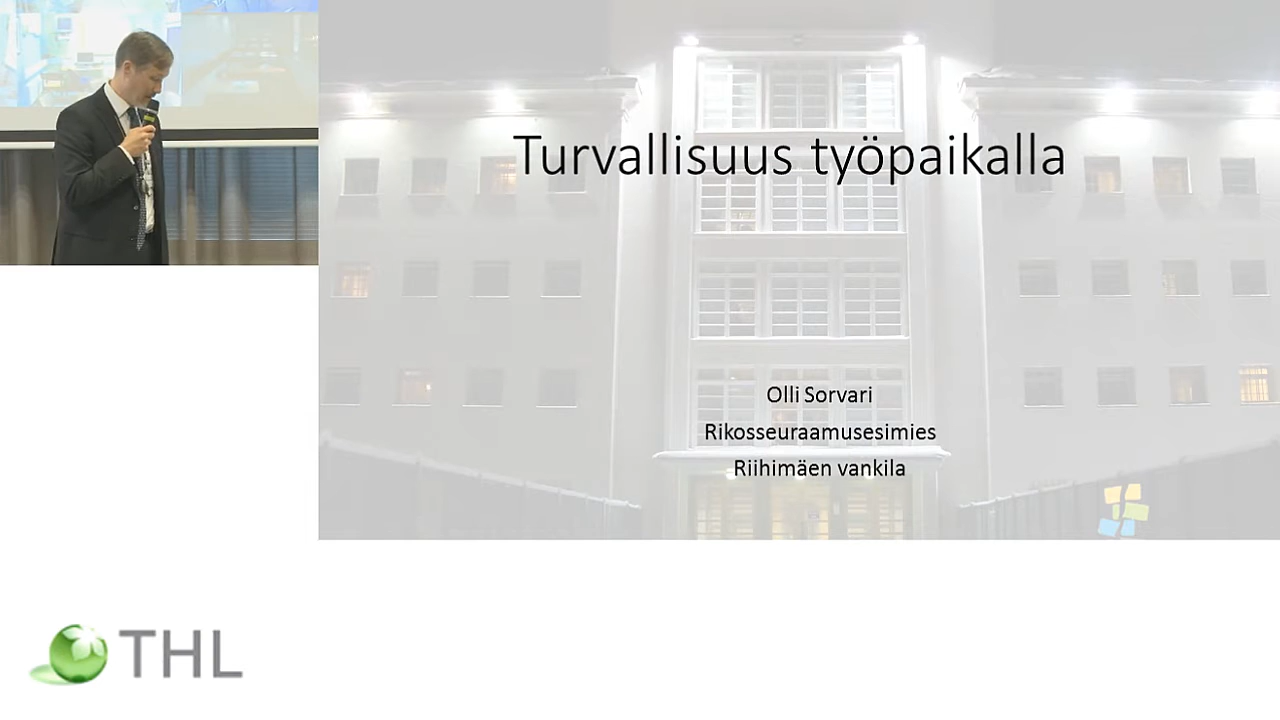 Turvallisuus työpaikalla
Olli Sorvari
Rikosseuraamusesimies
Riihimäen vankila
THL